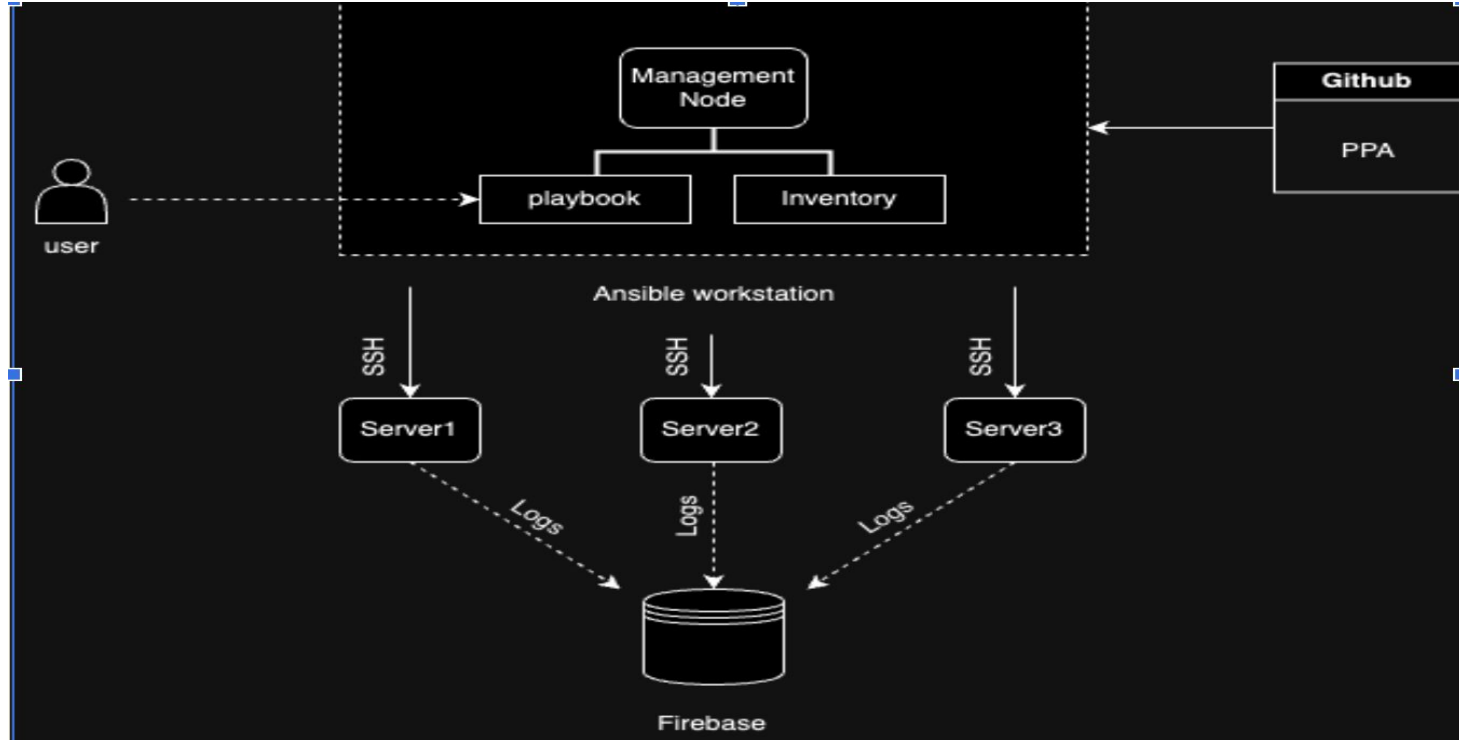 Management
Node
Github
PPA
playbook
Inventory
user
Ansible workstation
SSH
SSH
SSH
Server1
Server2
Server3
Logs
Logs
Logs
Firebase